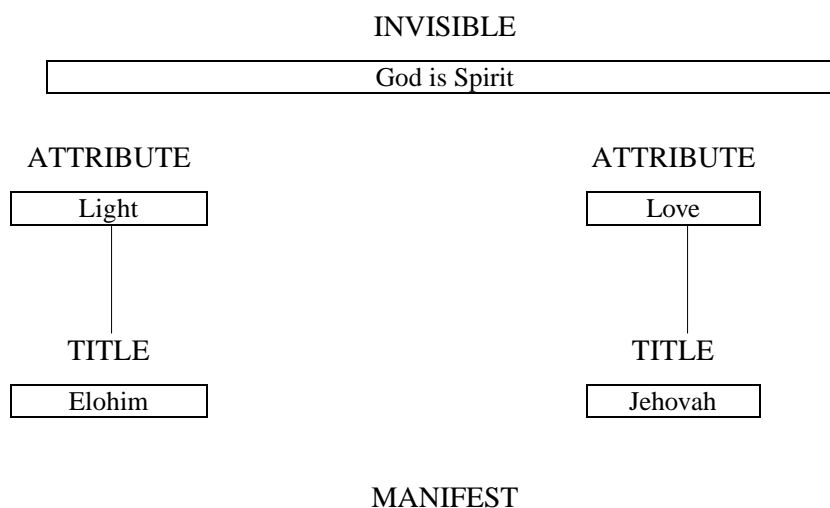 INVISIBLE
God is Spirit
ATTRIBUTE ATTRIBUTE
Light Love
TITLE TITLE
Elohim Jehovah
MANIFEST